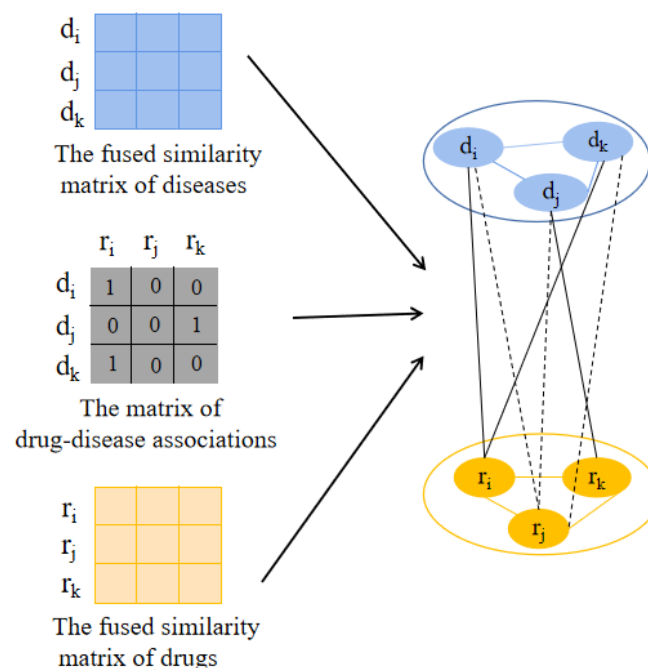 d_i
d_j
d_k
The fused similarity
matrix of diseases
r_i r_j r_k
d_i 1 0 0
d_j 0 0 1
d_k 1 0 0
The matrix of
drug-disease associations
r_i
r_j
r_k
The fused similarity
matrix of drugs
d_i d_k
d_j
r_i r_k
r_j